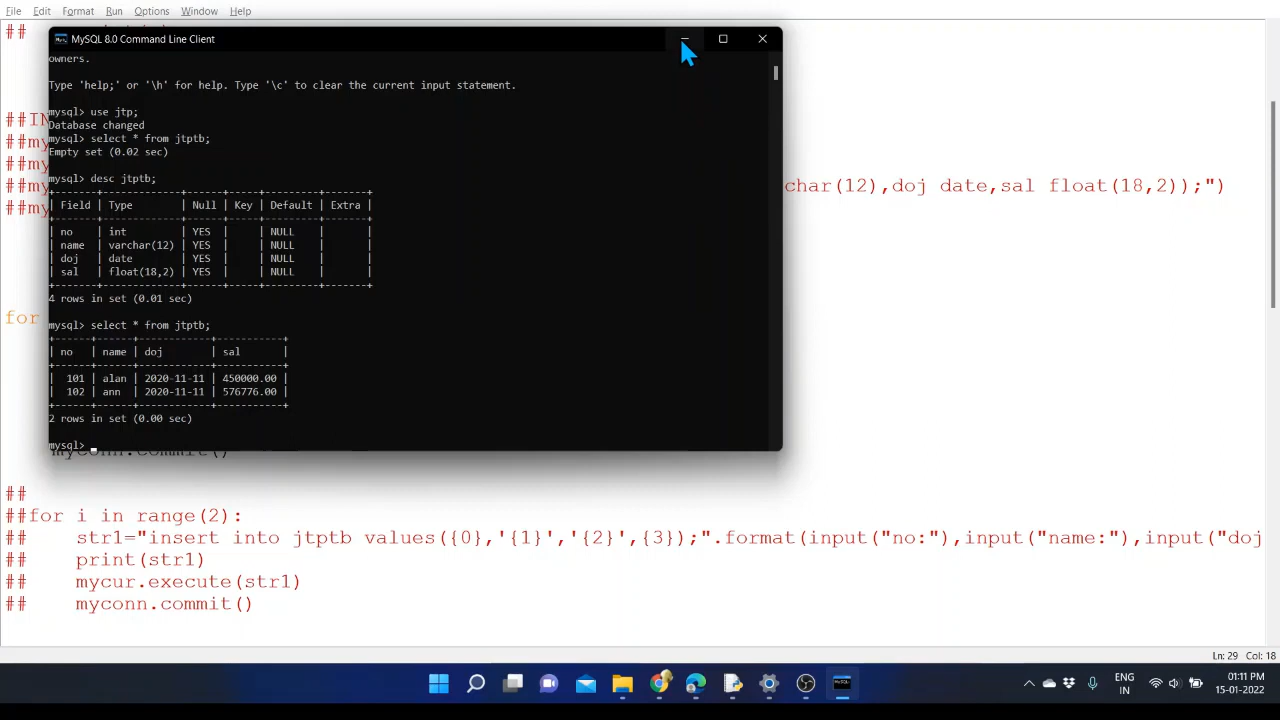 File Edit Format Run Options Window Help
##
MySQL 8.0 Command Line Client
owners.
Type 'help;' or '\h' for help. Type '\c' to clear the current input statement.
mysql> use jtp;
Database changed
mysql> select * from jtptb;
Empty set (0.02 sec)
mysql> desc jtptb;
+------+-------------+------+-----+---------+-------+
| Field | Type | Null | Key | Default | Extra |
+------+-------------+------+-----+---------+-------+
| no | int | YES | | NULL | |
| name | varchar(12) | YES | | NULL | |
| doj | date | YES | | NULL | |
| sal | float(18,2) | YES | | NULL | |
+------+-------------+------+-----+---------+-------+
4 rows in set (0.01 sec)
mysql> select * from jtptb;
+------+------+------------+-----------+
| no | name | doj | sal |
+------+------+------------+-----------+
| 101 | alan | 2020-11-11 | 450000.00 |
| 102 | ann | 2020-11-11 | 576776.00 |
+------+------+------------+-----------+
2 rows in set (0.00 sec)
mysql>
##IN
##my
##my
##my char(12),doj date,sal float(18,2));")
##my
for
myconn.commit()
##
##for i in range(2):
## str1="insert into jtptb values({0},'{1}','{2}',{3});".format(input("no:"),input("name:"),input("doj
## print(str1)
## mycur.execute(str1)
## myconn.commit()
Ln: 29 Col: 18
ENG
IN
01:11 PM
15-01-2022